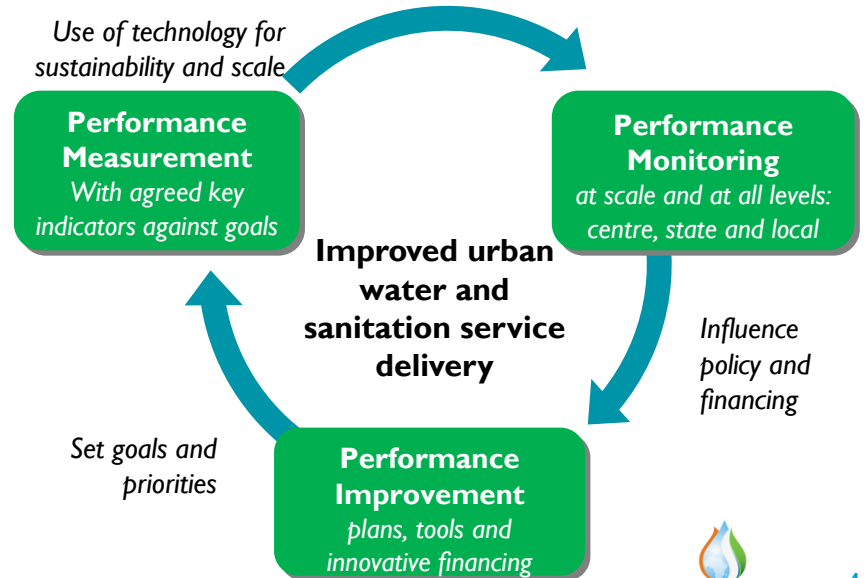 Use of technology for
sustainability and scale
Performance
Measurement
With agreed key
indicators against goals
Performance
Monitoring
at scale and at all levels:
centre, state and local
Improved urban
water and
sanitation service
delivery
Influence
policy and
financing
Set goals and
priorities
Performance
Improvement
plans, tools and
innovative financing